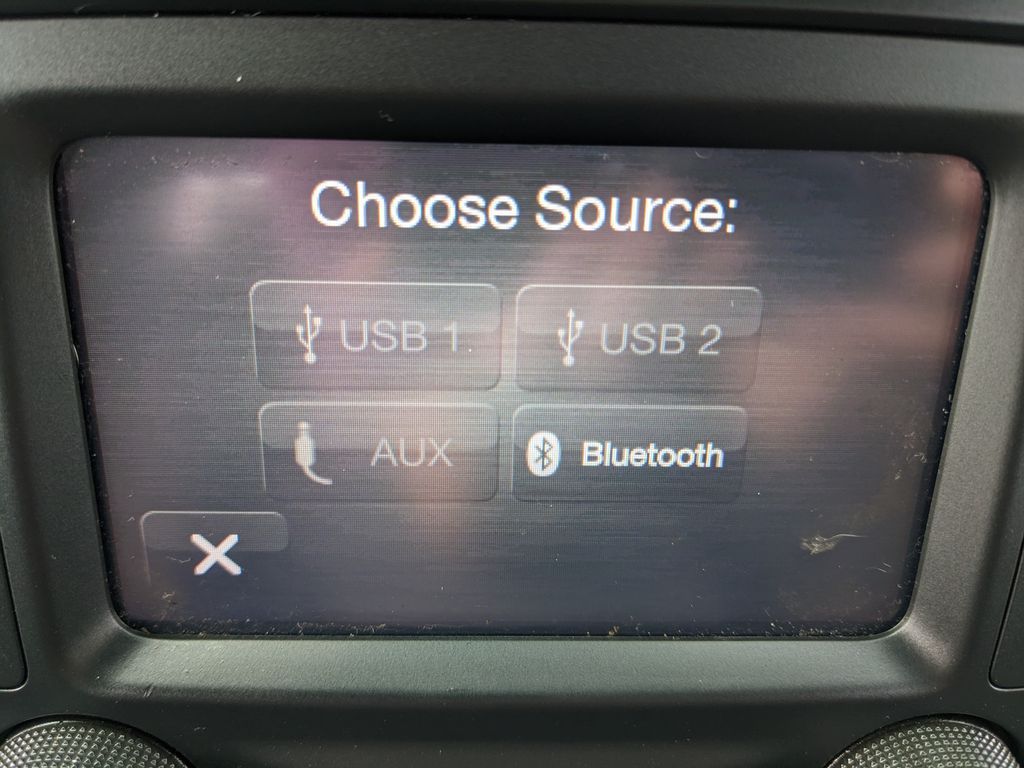 Choose Source:
USB 1
USB 2
AUX
Bluetooth